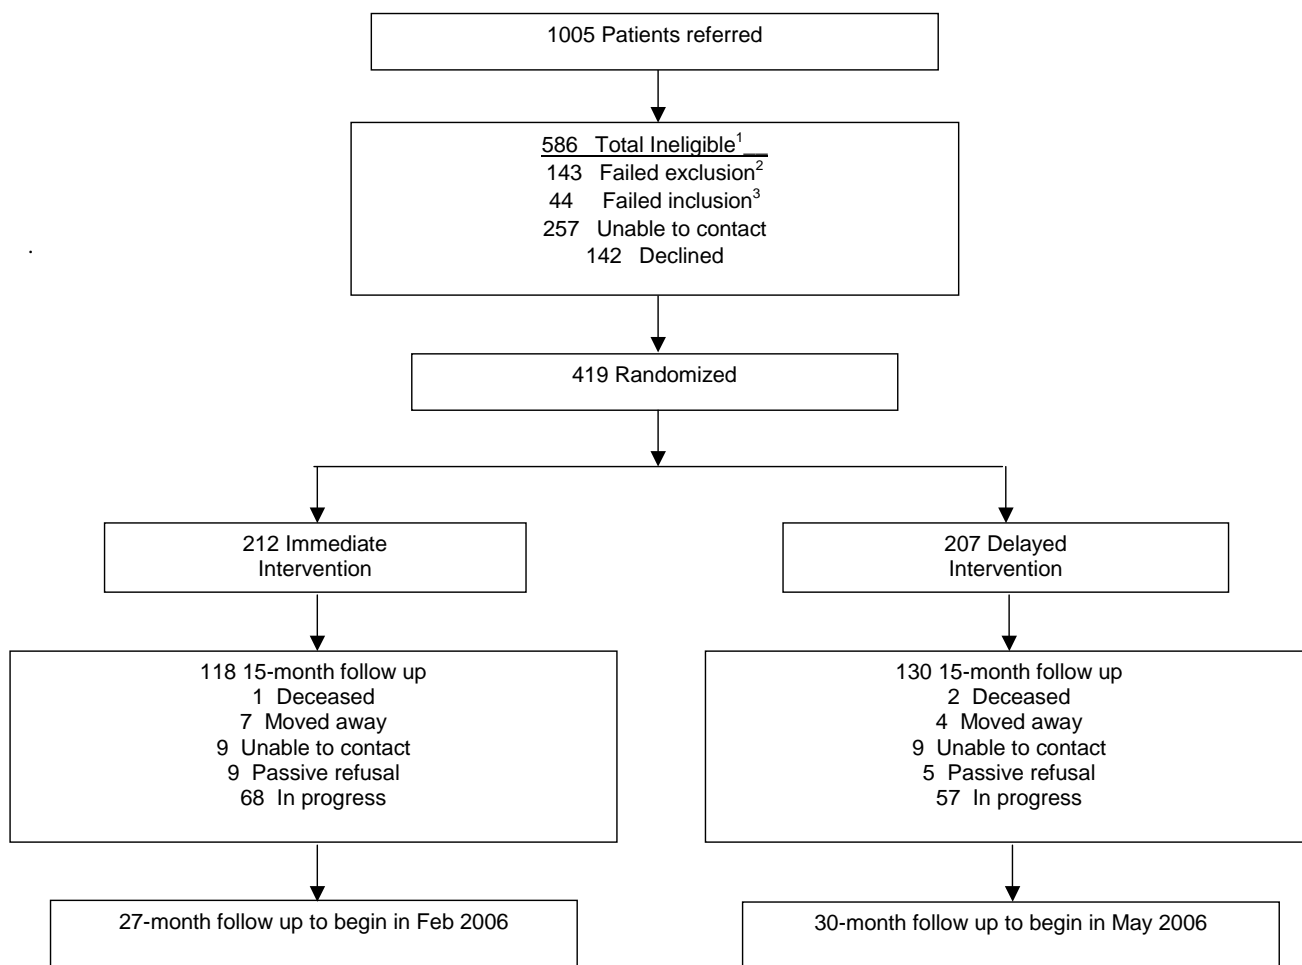 1005 Patients referred
586 Total Ineligible¹__
143 Failed exclusion²
44 Failed inclusion³
257 Unable to contact
142 Declined
.
419 Randomized
212 Immediate
Intervention
207 Delayed
Intervention
118 15-month follow up
1 Deceased
7 Moved away
9 Unable to contact
9 Passive refusal
68 In progress
130 15-month follow up
2 Deceased
4 Moved away
9 Unable to contact
5 Passive refusal
57 In progress
27-month follow up to begin in Feb 2006
30-month follow up to begin in May 2006